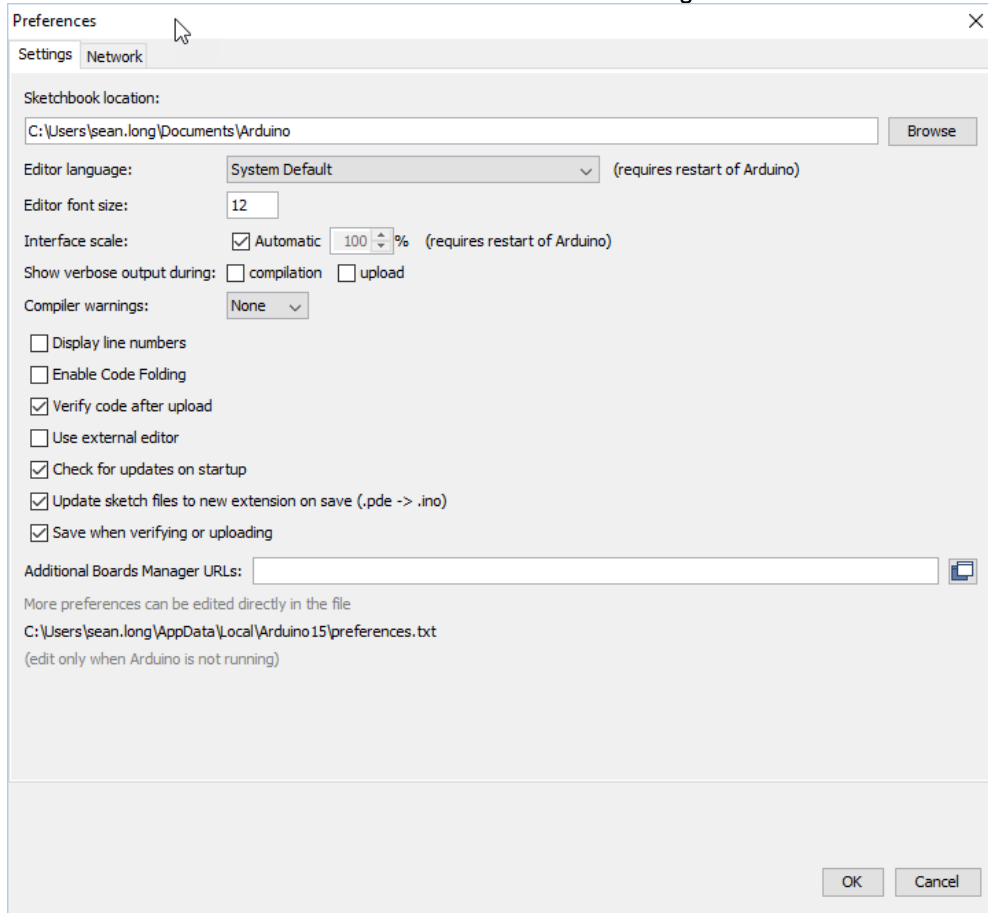 Preferences
Settings Network
Sketchbook location:
C:\Users\sean.long\Documents\Arduino Browse
Editor language: System Default (requires restart of Arduino)
Editor font size: 12
Interface scale: Automatic 100 % (requires restart of Arduino)
Show verbose output during: compilation upload
Compiler warnings: None
Display line numbers
Enable Code Folding
Verify code after upload
Use external editor
Check for updates on startup
Update sketch files to new extension on save (.pde -> .ino)
Save when verifying or uploading
Additional Boards Manager URLs:
More preferences can be edited directly in the file
C:\Users\sean.long\AppData\Local\Arduino15\preferences.txt
(edit only when Arduino is not running)
OK Cancel